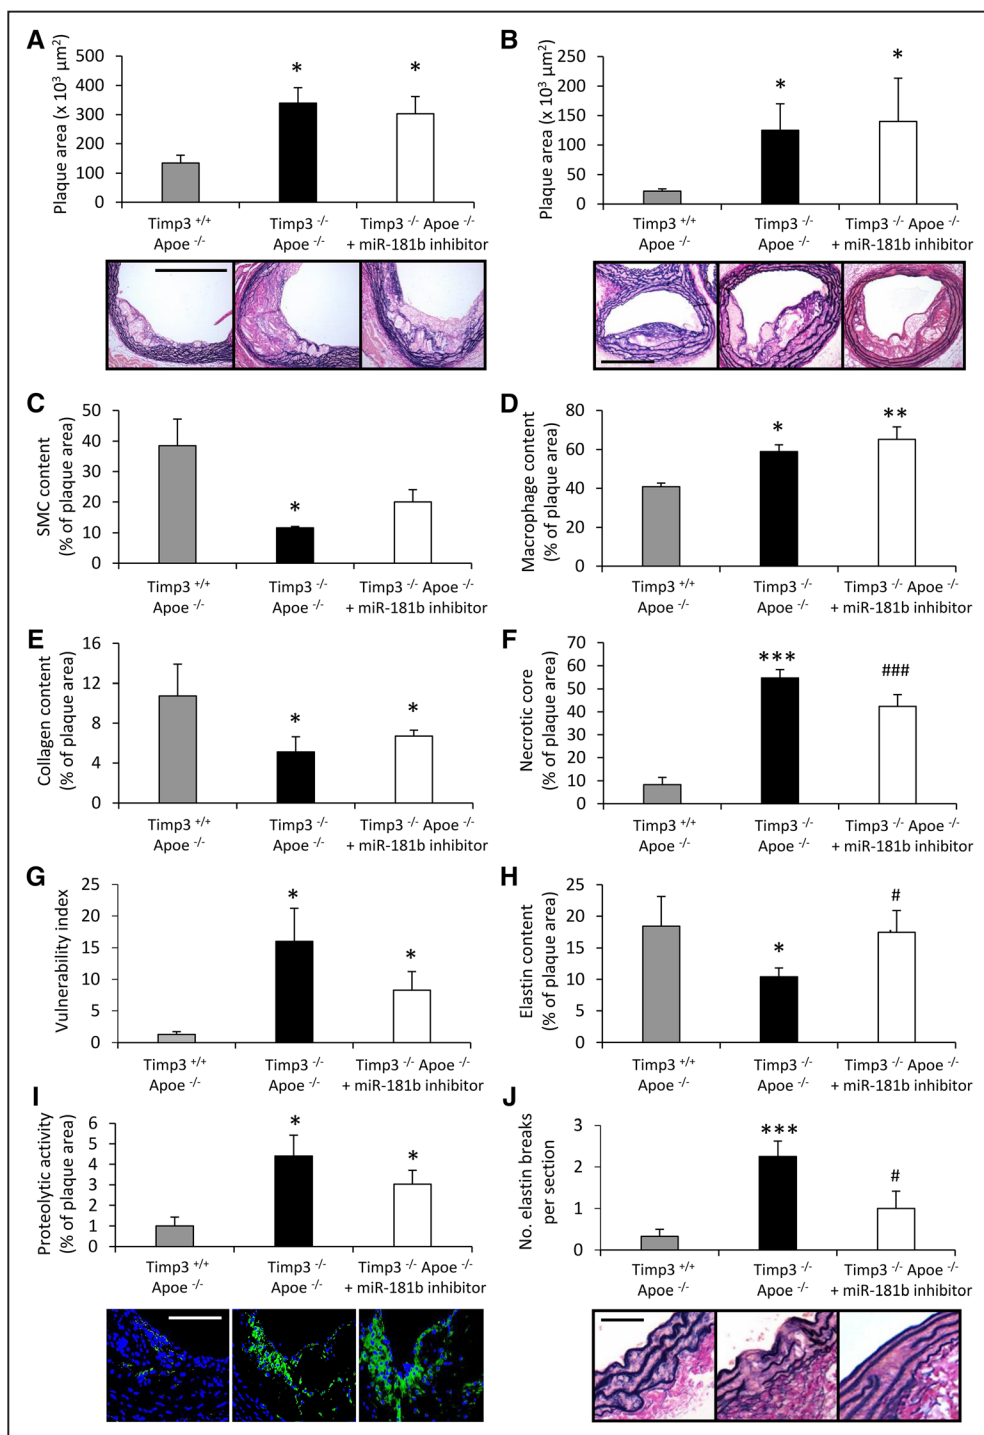 A
Plaque area (x 10³ µm²)
500
400
300
200
100
0
*
*
Timp3 +/+
Apoe -/-
Timp3 -/-
Apoe -/-
Timp3 -/- Apoe -/-
+ miR-181b inhibitor
B
Plaque area (x 10³ µm²)
250
200
150
100
50
0
*
*
Timp3 +/+
Apoe -/-
Timp3 -/-
Apoe -/-
Timp3 -/- Apoe -/-
+ miR-181b inhibitor
C
SMC content
(% of plaque area)
50
40
30
20
10
0
*
Timp3 +/+
Apoe -/-
Timp3 -/-
Apoe -/-
Timp3 -/- Apoe -/-
+ miR-181b inhibitor
D
Macrophage content
(% of plaque area)
80
60
40
20
0
*
**
Timp3 +/+
Apoe -/-
Timp3 -/-
Apoe -/-
Timp3 -/- Apoe -/-
+ miR-181b inhibitor
E
Collagen content
(% of plaque area)
16
12
8
4
0
*
*
Timp3 +/+
Apoe -/-
Timp3 -/-
Apoe -/-
Timp3 -/- Apoe -/-
+ miR-181b inhibitor
F
Necrotic core
(% of plaque area)
70
60
50
40
30
20
10
0
***
###
Timp3 +/+
Apoe -/-
Timp3 -/-
Apoe -/-
Timp3 -/- Apoe -/-
+ miR-181b inhibitor
G
Vulnerability index
25
20
15
10
5
0
*
*
Timp3 +/+
Apoe -/-
Timp3 -/-
Apoe -/-
Timp3 -/- Apoe -/-
+ miR-181b inhibitor
H
Elastin content
(% of plaque area)
25
20
15
10
5
0
*
#
Timp3 +/+
Apoe -/-
Timp3 -/-
Apoe -/-
Timp3 -/- Apoe -/-
+ miR-181b inhibitor
I
Proteolytic activity
(% of plaque area)
6
5
4
3
2
1
0
*
*
Timp3 +/+
Apoe -/-
Timp3 -/-
Apoe -/-
Timp3 -/- Apoe -/-
+ miR-181b inhibitor
J
No. elastin breaks
per section
3
2
1
0
***
#
Timp3 +/+
Apoe -/-
Timp3 -/-
Apoe -/-
Timp3 -/- Apoe -/-
+ miR-181b inhibitor